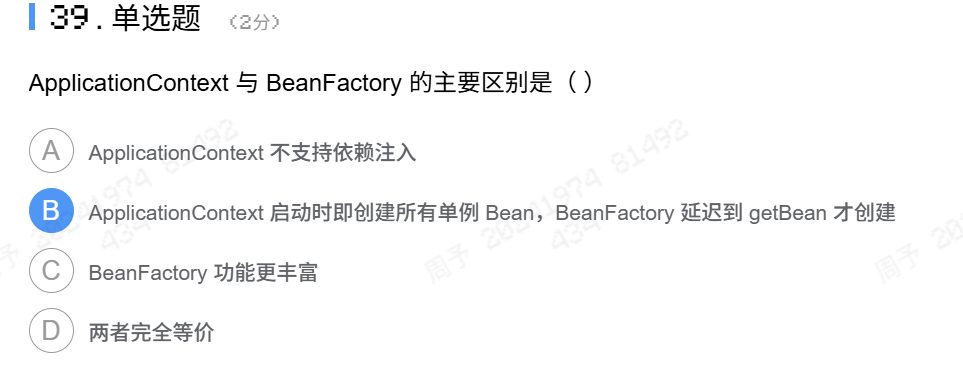 39.单选题 (2分)
ApplicationContext 与 BeanFactory 的主要区别是（ ）
A ApplicationContext 不支持依赖注入
B ApplicationContext 启动时即创建所有单例 Bean，BeanFactory 延迟到 getBean 才创建
C BeanFactory 功能更丰富
D 两者完全等价